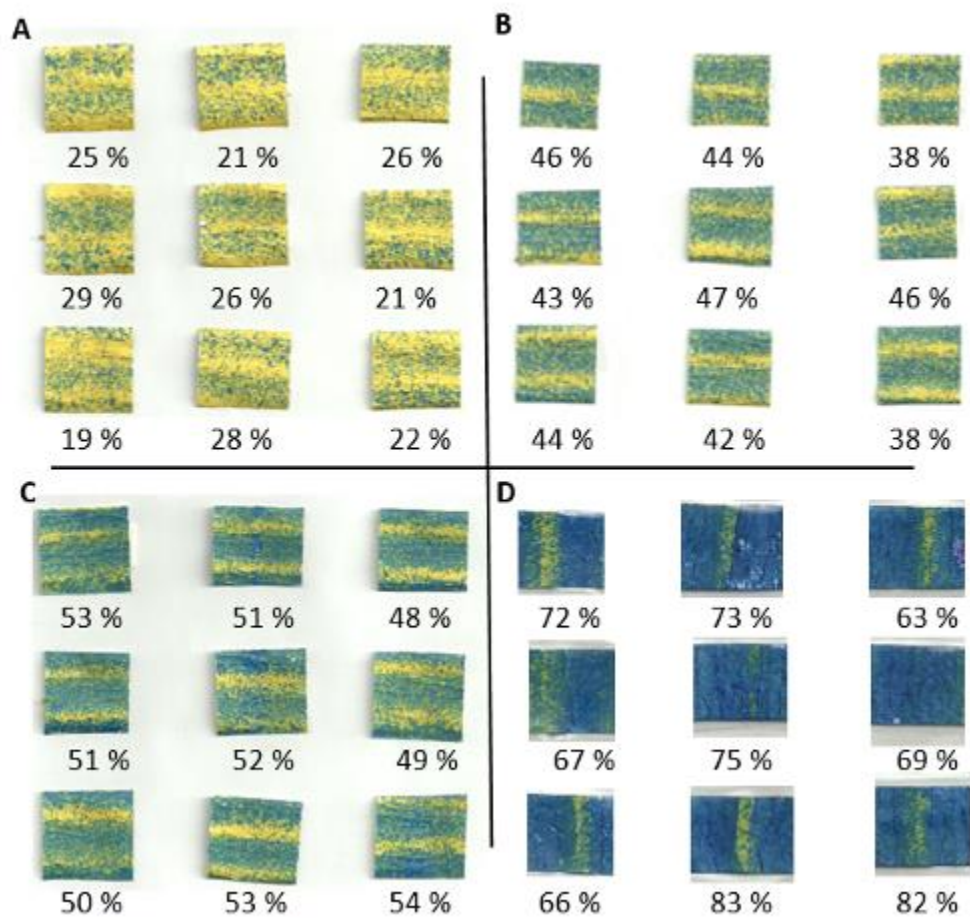 A
25 % 21 % 26 %
29 % 26 % 21 %
19 % 28 % 22 %
B
46 % 44 % 38 %
43 % 47 % 46 %
44 % 42 % 38 %
C
53 % 51 % 48 %
51 % 52 % 49 %
50 % 53 % 54 %
D
72 % 73 % 63 %
67 % 75 % 69 %
66 % 83 % 82 %